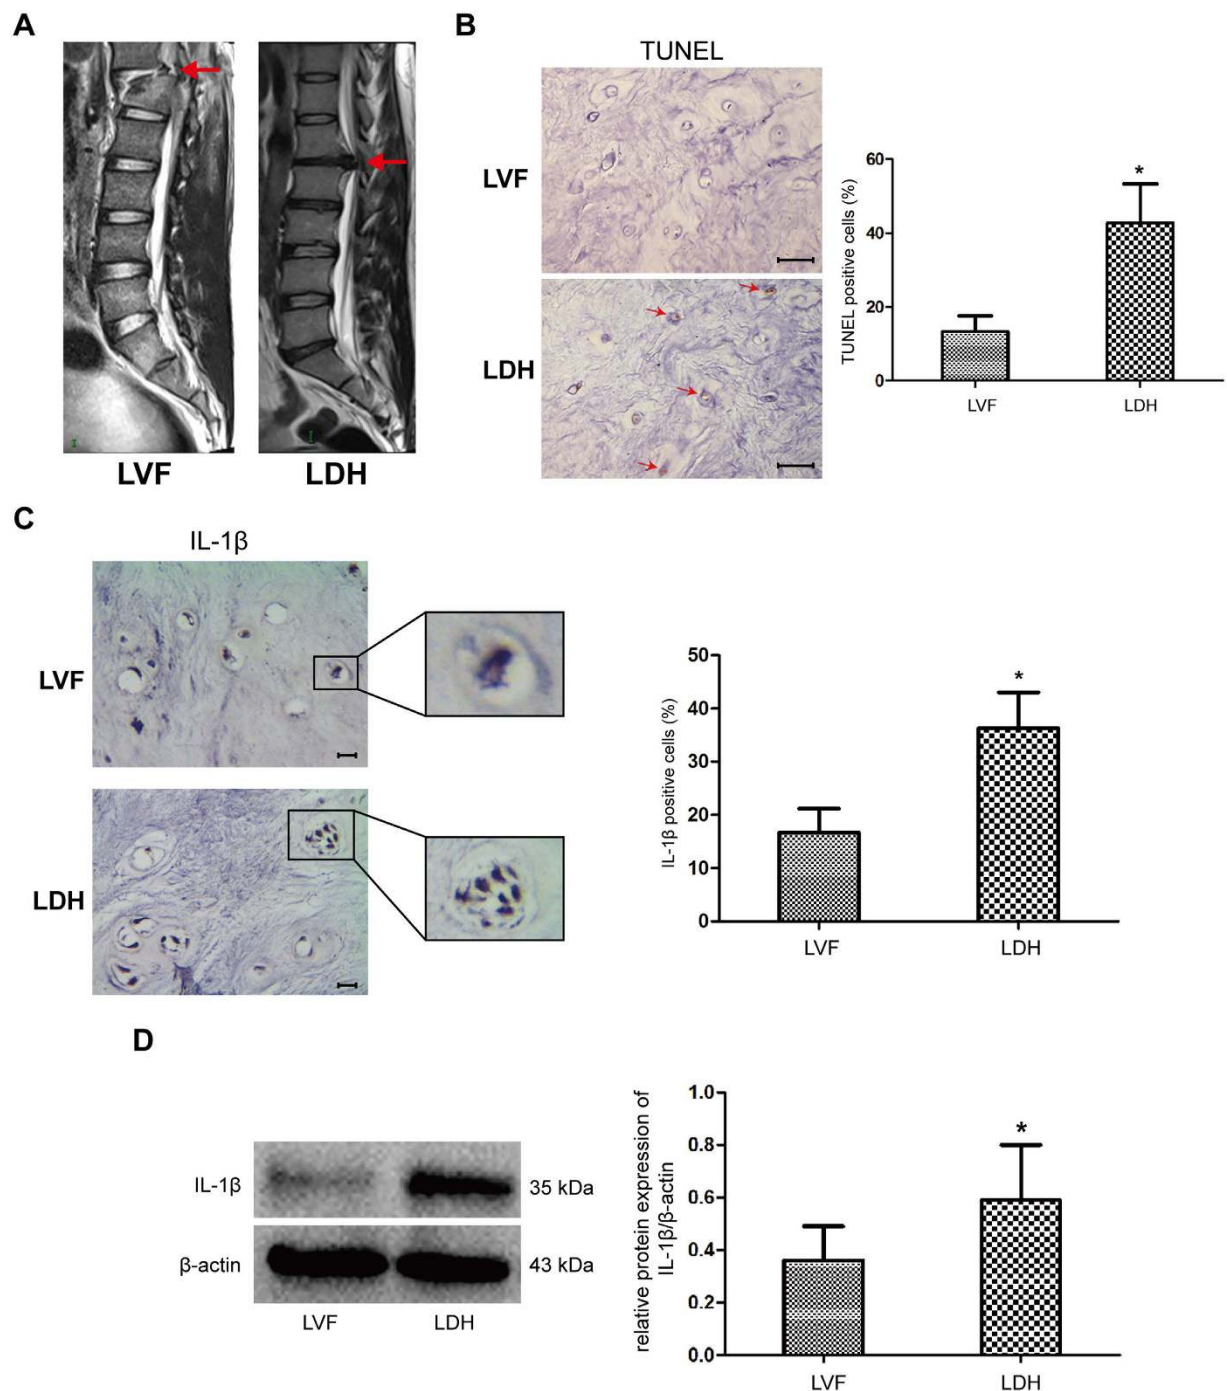 A
LVF
LDH
B
TUNEL
LVF
LDH
TUNEL positive cells (%)
60
40
20
0
*
LVF
LDH
C
IL-1β
LVF
LDH
IL-1β positive cells (%)
50
40
30
20
10
0
*
LVF
LDH
D
IL-1β
35 kDa
β-actin
43 kDa
LVF
LDH
relative protein expression of
IL-1β/β-actin
1.0
0.8
0.6
0.4
0.2
0.0
*
LVF
LDH